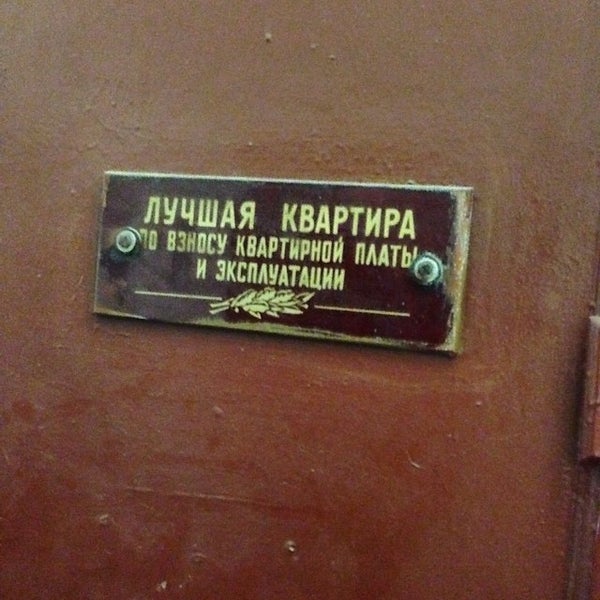 ЛУЧШАЯ КВАРТИРА
ПО ВЗНОСУ КВАРТИРНОЙ ПЛАТЫ
И ЭКСПЛУАТАЦИИ